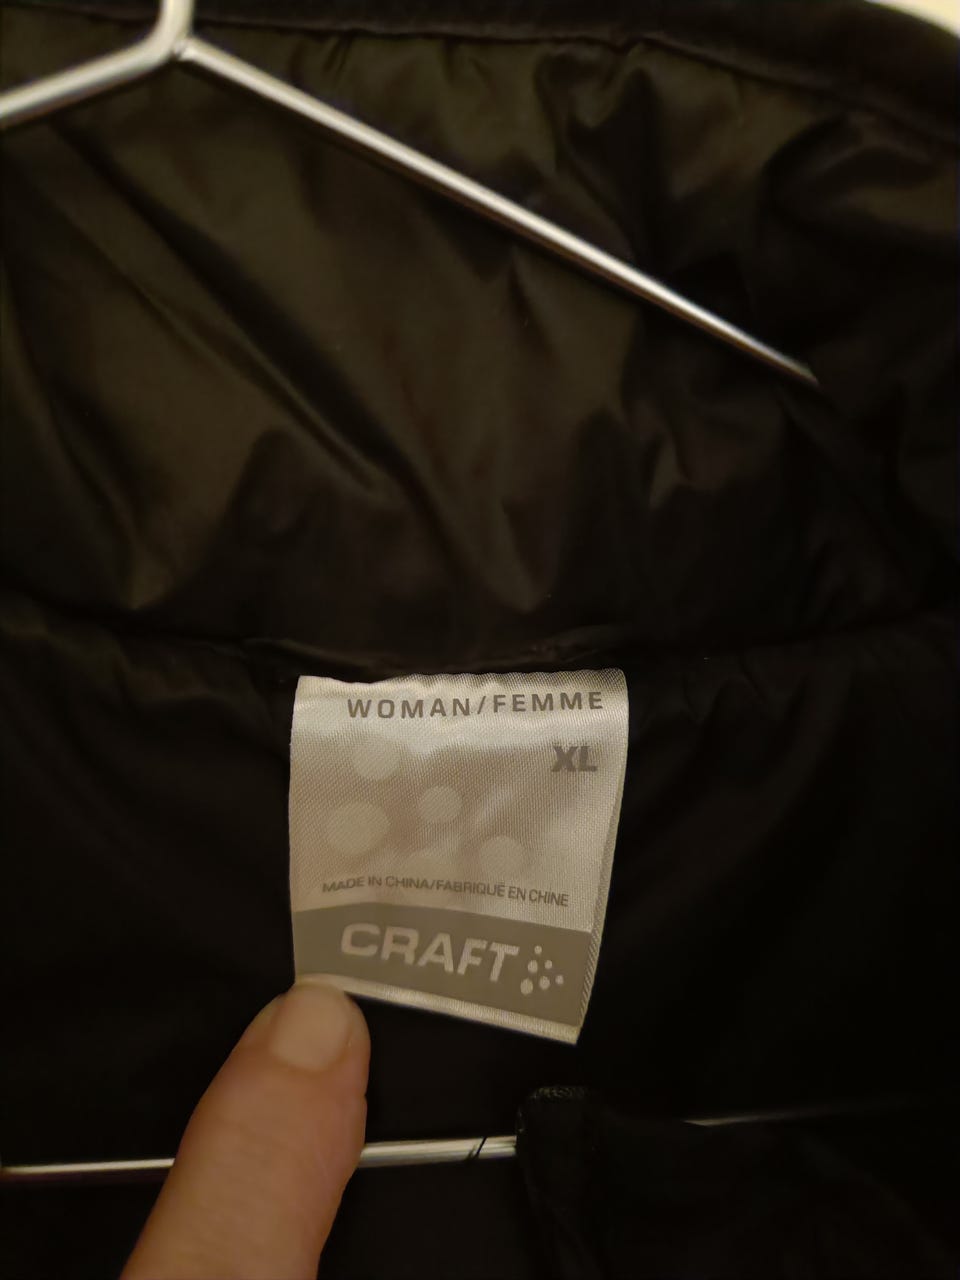 WOMAN/FEMME
XL
MADE IN CHINA/FABRIQUÉ EN CHINE
CRAFT